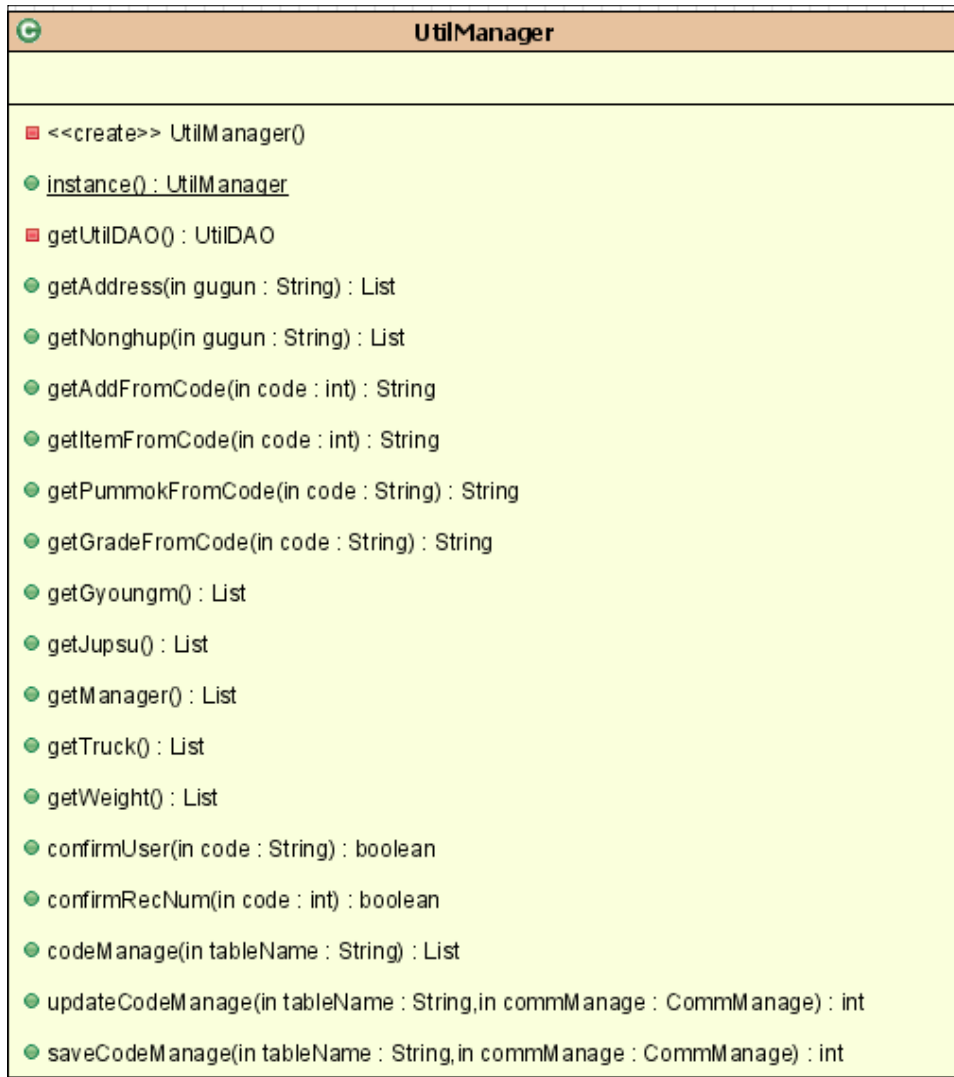 C UtilManager
<<create>> UtilManager()
instance() : UtilManager
getUtilDAO() : UtilDAO
getAddress(in gugun : String) : List
getNonghup(in gugun : String) : List
getAddFromCode(in code : int) : String
getItemFromCode(in code : int) : String
getPummokFromCode(in code : String) : String
getGradeFromCode(in code : String) : String
getGyoungm() : List
getJupsu() : List
getManager() : List
getTruck() : List
getWeight() : List
confirmUser(in code : String) : boolean
confirmRecNum(in code : int) : boolean
codeManage(in tableName : String) : List
updateCodeManage(in tableName : String,in commManage : CommManage) : int
saveCodeManage(in tableName : String,in commManage : CommManage) : int